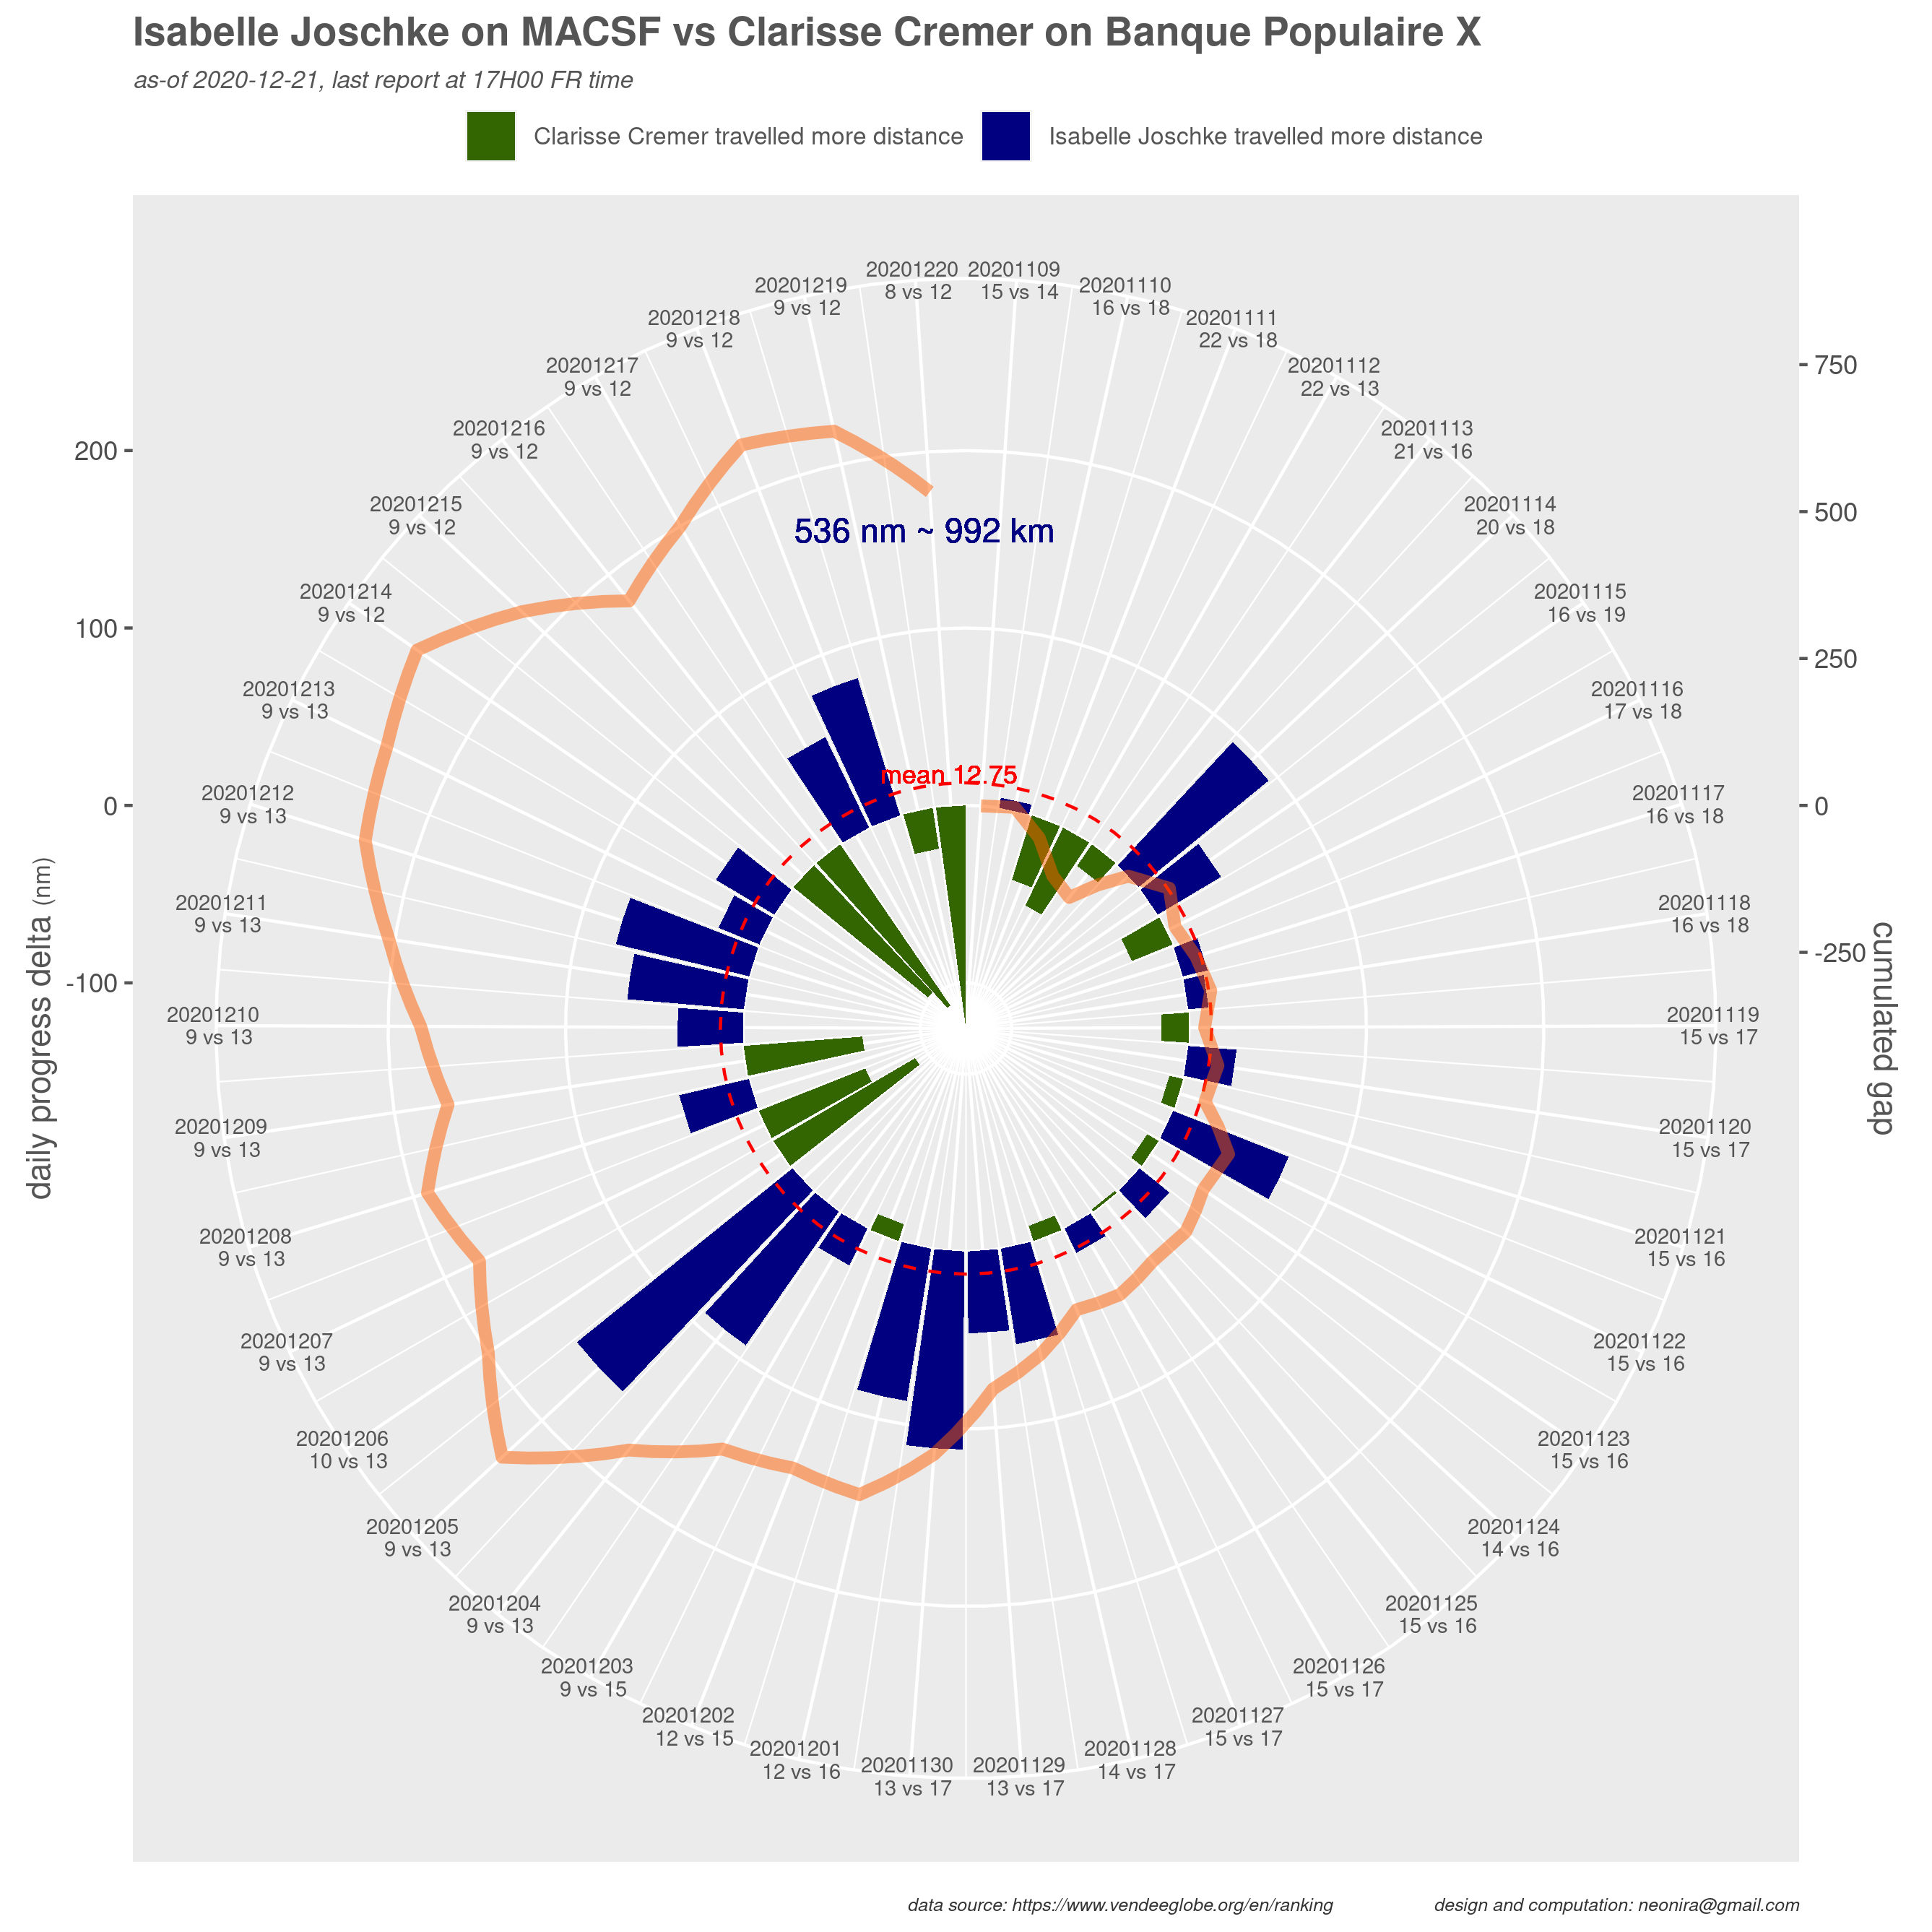 Isabelle Joschke on MACSF vs Clarisse Cremer on Banque Populaire X
as-of 2020-12-21, last report at 17H00 FR time
Clarisse Cremer travelled more distance
Isabelle Joschke travelled more distance
20201109
15 vs 14
20201110
16 vs 18
20201111
22 vs 18
20201112
22 vs 13
20201113
21 vs 16
20201114
20 vs 18
20201115
16 vs 19
20201116
17 vs 18
20201117
16 vs 18
20201118
16 vs 18
20201119
15 vs 17
20201120
15 vs 17
20201121
15 vs 16
20201122
15 vs 16
20201123
15 vs 16
20201124
14 vs 16
20201125
15 vs 16
20201126
15 vs 17
20201127
15 vs 17
20201128
14 vs 17
20201129
13 vs 17
20201130
13 vs 17
20201201
12 vs 16
20201202
12 vs 15
20201203
9 vs 15
20201204
9 vs 13
20201205
9 vs 13
20201206
10 vs 13
20201207
9 vs 13
20201208
9 vs 13
20201209
9 vs 13
20201210
9 vs 13
20201211
9 vs 13
20201212
9 vs 13
20201213
9 vs 13
20201214
9 vs 12
20201215
9 vs 12
20201216
9 vs 12
20201217
9 vs 12
20201218
9 vs 12
20201219
9 vs 12
20201220
8 vs 12
536 nm ~ 992 km
mean 12.75
200
100
0
-100
daily progress delta (nm)
750
500
250
0
-250
cumulated gap
data source: https://www.vendeeglobe.org/en/ranking
design and computation: neonira@gmail.com